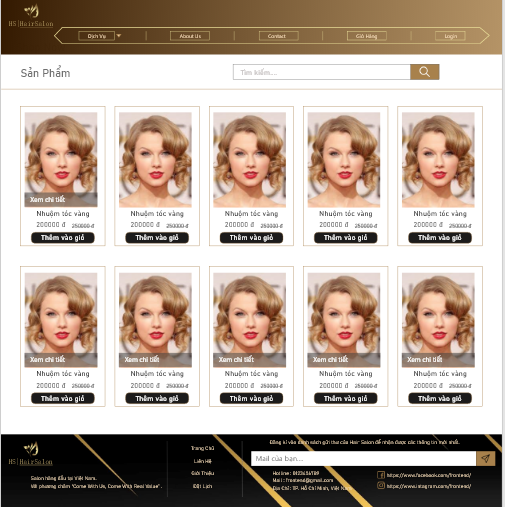 HS|HairSalon
Dịch Vụ | About Us | Contact | Giỏ Hàng | Login
Sản Phẩm
Tìm kiếm...
Xem chi tiết
Nhuộm tóc vàng Nhuộm tóc vàng Nhuộm tóc vàng Nhuộm tóc vàng Nhuộm tóc vàng
200000 đ 250000 đ 200000 đ 250000 đ 200000 đ 250000 đ 200000 đ 250000 đ 200000 đ 250000 đ
Thêm vào giỏ Thêm vào giỏ Thêm vào giỏ Thêm vào giỏ Thêm vào giỏ
Xem chi tiết Xem chi tiết Xem chi tiết Xem chi tiết Xem chi tiết
Nhuộm tóc vàng Nhuộm tóc vàng Nhuộm tóc vàng Nhuộm tóc vàng Nhuộm tóc vàng
200000 đ 250000 đ 200000 đ 250000 đ 200000 đ 250000 đ 200000 đ 250000 đ 200000 đ 250000 đ
Thêm vào giỏ Thêm vào giỏ Thêm vào giỏ Thêm vào giỏ Thêm vào giỏ
HS|HairSalon
Salon hàng đầu tại Việt Nam.
Với phương châm "Come With Us, Come With Real Value".
Trang Chủ
Liên Hệ
Giới Thiệu
Đặt Lịch
Đăng kí vào danh sách gửi thư của Hair Salon để nhận được các thông tin mới nhất.
Mail của bạn...
Hotline: 0123456789
Mail: frontend@gmail.com
Địa Chỉ: TP. Hồ Chí Minh, Việt Nam
https://www.facebook.com/frontend/
https://www.istagram.com/frontend/